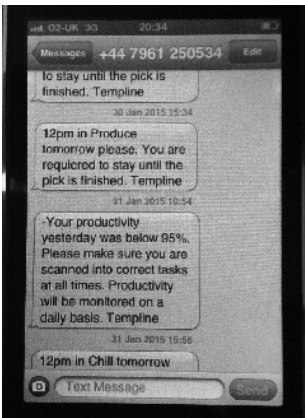 O2-UK 3G 20:34
Messages +44 7961 250534 Edit
to stay until the pick is
finished. Templine
30 Jan 2015 15:34
12pm in Produce
tomorrow please. You are
requiered to stay until the
pick is finished. Templine
31 Jan 2015 10:54
-Your productivity
yesterday was below 95%.
Please make sure you are
scanned into correct tasks
at all times. Productivity
will be monitored on a
daily basis. Templine
31 Jan 2015 15:56
12pm in Chill tomorrow
Text Message Send